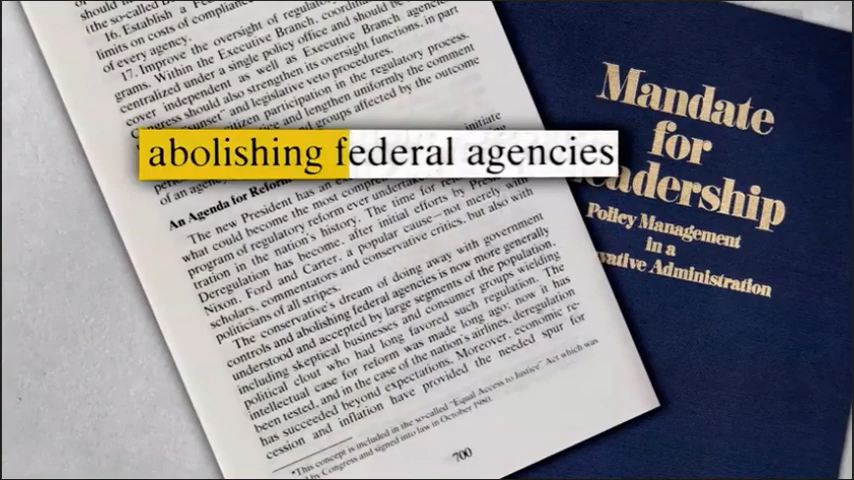 should
(the so-called
16. Establish a
limits on costs of compliance
of every agency.
17. Improve the oversight of regulatory
grams. Within the Executive Branch, coordin
centralized under a single policy office and should be
cover independent as well as Executive Branch agencies
Congress should also strengthen its oversight functions, in part
"sunset" and legislative veto procedures.
participation in the regulatory process.
and lengthen uniformly the comment
groups affected by the outcome
initiate
abolishing federal agencies
of an agency
An Agenda for Reform
The new President has an
what could become the most compre
program of regulatory reform ever undertaken
tration in the nation's history. The time for
Deregulation has become, after initial efforts by Presi
Nixon, Ford and Carter, a popular cause—not merely with
scholars, commentators and conservative critics, but also with
politicians of all stripes.
The conservative's dream of doing away with government
controls and abolishing federal agencies is now more generally
understood and accepted by large segments of the population,
including skeptical businesses and consumer groups wielding
political clout who had long favored such regulation. The
intellectual case for reform was made long ago; now it has
been tested, and in the case of the nation's airlines, deregulation
has succeeded beyond expectations. Moreover, economic re-
cession and inflation have provided the needed spur for
*This concept is included in the so-called "Equal Access to Justice" Act which was
by Congress and signed into law in October 1980.
700
Mandate
for
Leadership
Policy Management
in a
vative Administration